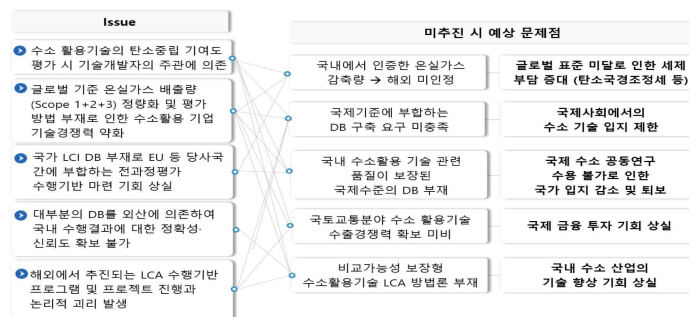 Issue
수소 활용기술의 탄소중립 기여도
평가 시 기술개발자의 주관에 의존
글로벌 기준 온실가스 배출량
(Scope 1+2+3) 정량화 및 평가
방법 부재로 인한 수소활용 기업
기술경쟁력 약화
국가 LCI DB 부재로 EU 등 당사국
간에 부합하는 전과정평가
수행기반 마련 기회 상실
대부분의 DB를 외산에 의존하여
국내 수행결과에 대한 정확성·
신뢰도 확보 불가
해외에서 추진되는 LCA 수행기반
프로그램 및 프로젝트 진행과
논리적 괴리 발생
미추진 시 예상 문제점
국내에서 인증한 온실가스
감축량 → 해외 미인정
글로벌 표준 미달로 인한 세제
부담 증대 (탄소국경조정세 등)
국제기준에 부합하는
DB 구축 요구 미충족
국제사회에서의
수소 기술 입지 제한
국내 수소활용 기술 관련
품질이 보장된
국제수준의 DB 부재
국제 수소 공동연구
수용 불가로 인한
국가 입지 감소 및 퇴보
국토교통분야 수소 활용기술
수출경쟁력 확보 미비
국제 금융 투자 기회 상실
비교가능성 보장형
수소활용기술 LCA 방법론 부재
국내 수소 산업의
기술 향상 기회 상실